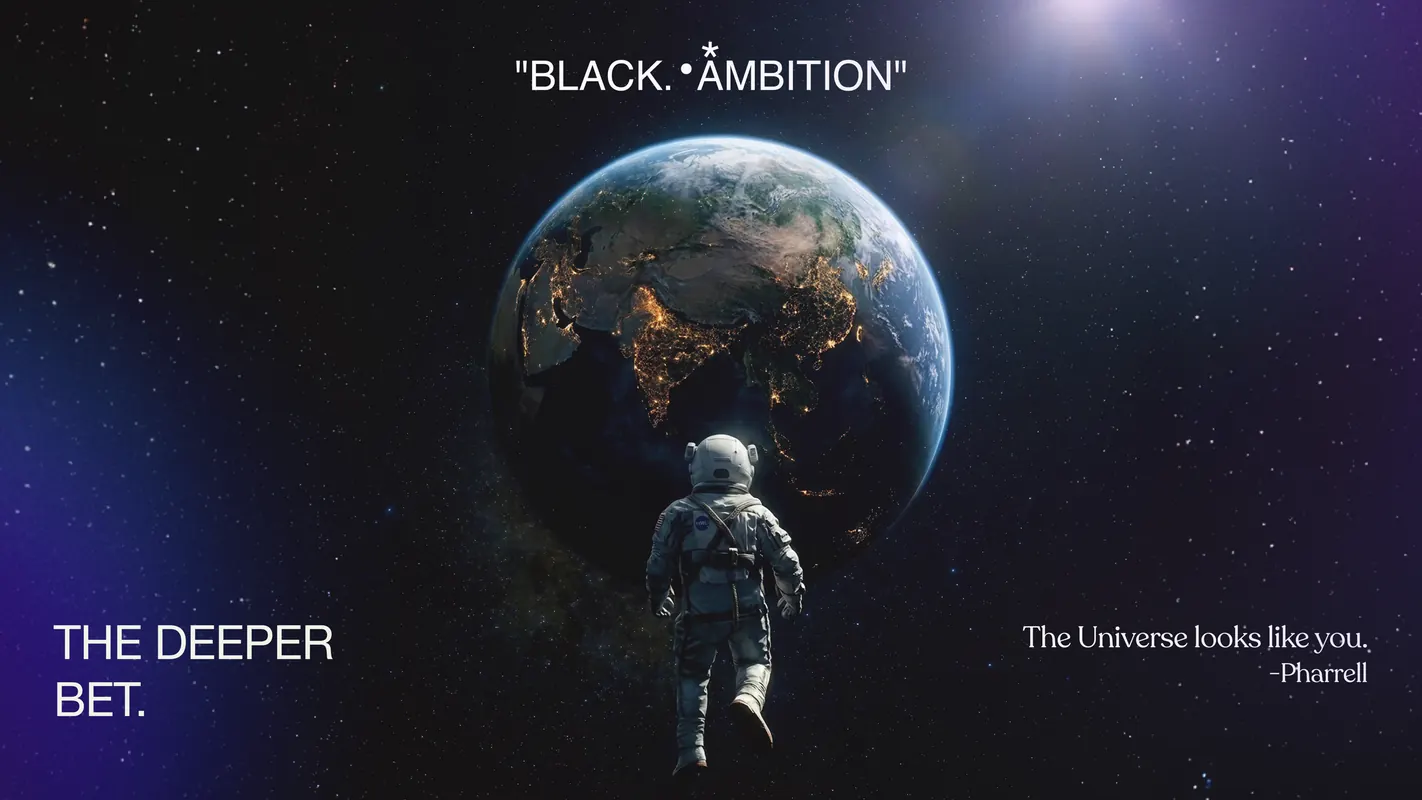 "BLACK. •*AMBITION"
THE DEEPER
BET.
The Universe looks like you.
-Pharrell